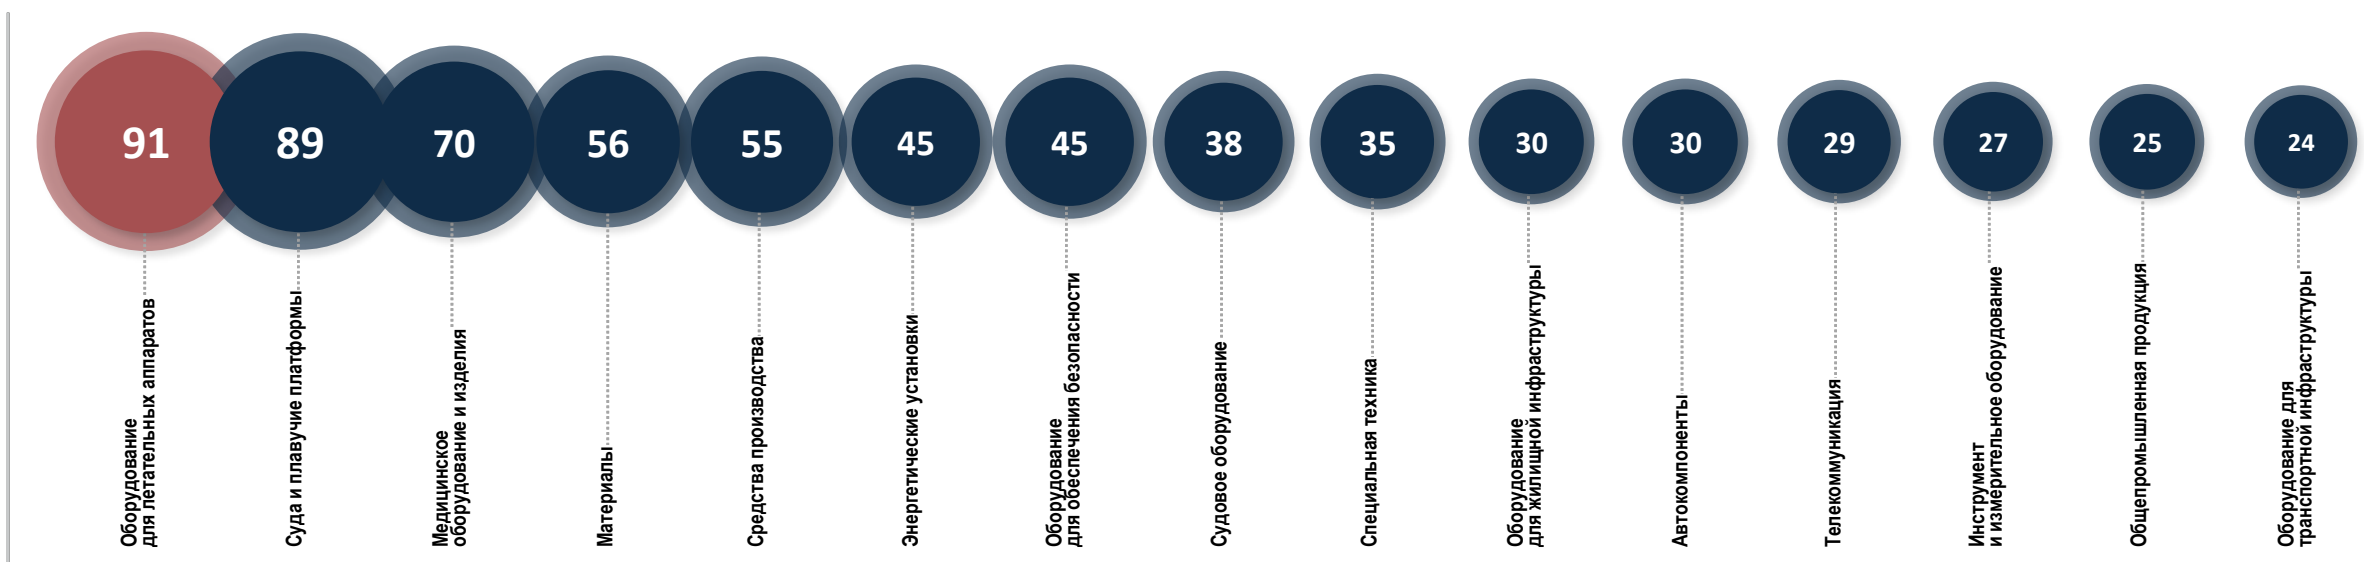 91
89
70
56
55
45
45
38
35
30
30
29
27
25
24
Оборудование
для летательных аппаратов
Суда и плавучие платформы
Медицинское
оборудование и изделия
Материалы
Средства производства
Энергетические установки
Оборудование
для обеспечения безопасности
Судовое оборудование
Специальная техника
Оборудование
для жилищной инфраструктуры
Автокомпоненты
Телекоммуникация
Инструмент
и измерительное оборудование
Общепромышленная продукция
Оборудование для
транспортной инфраструктуры